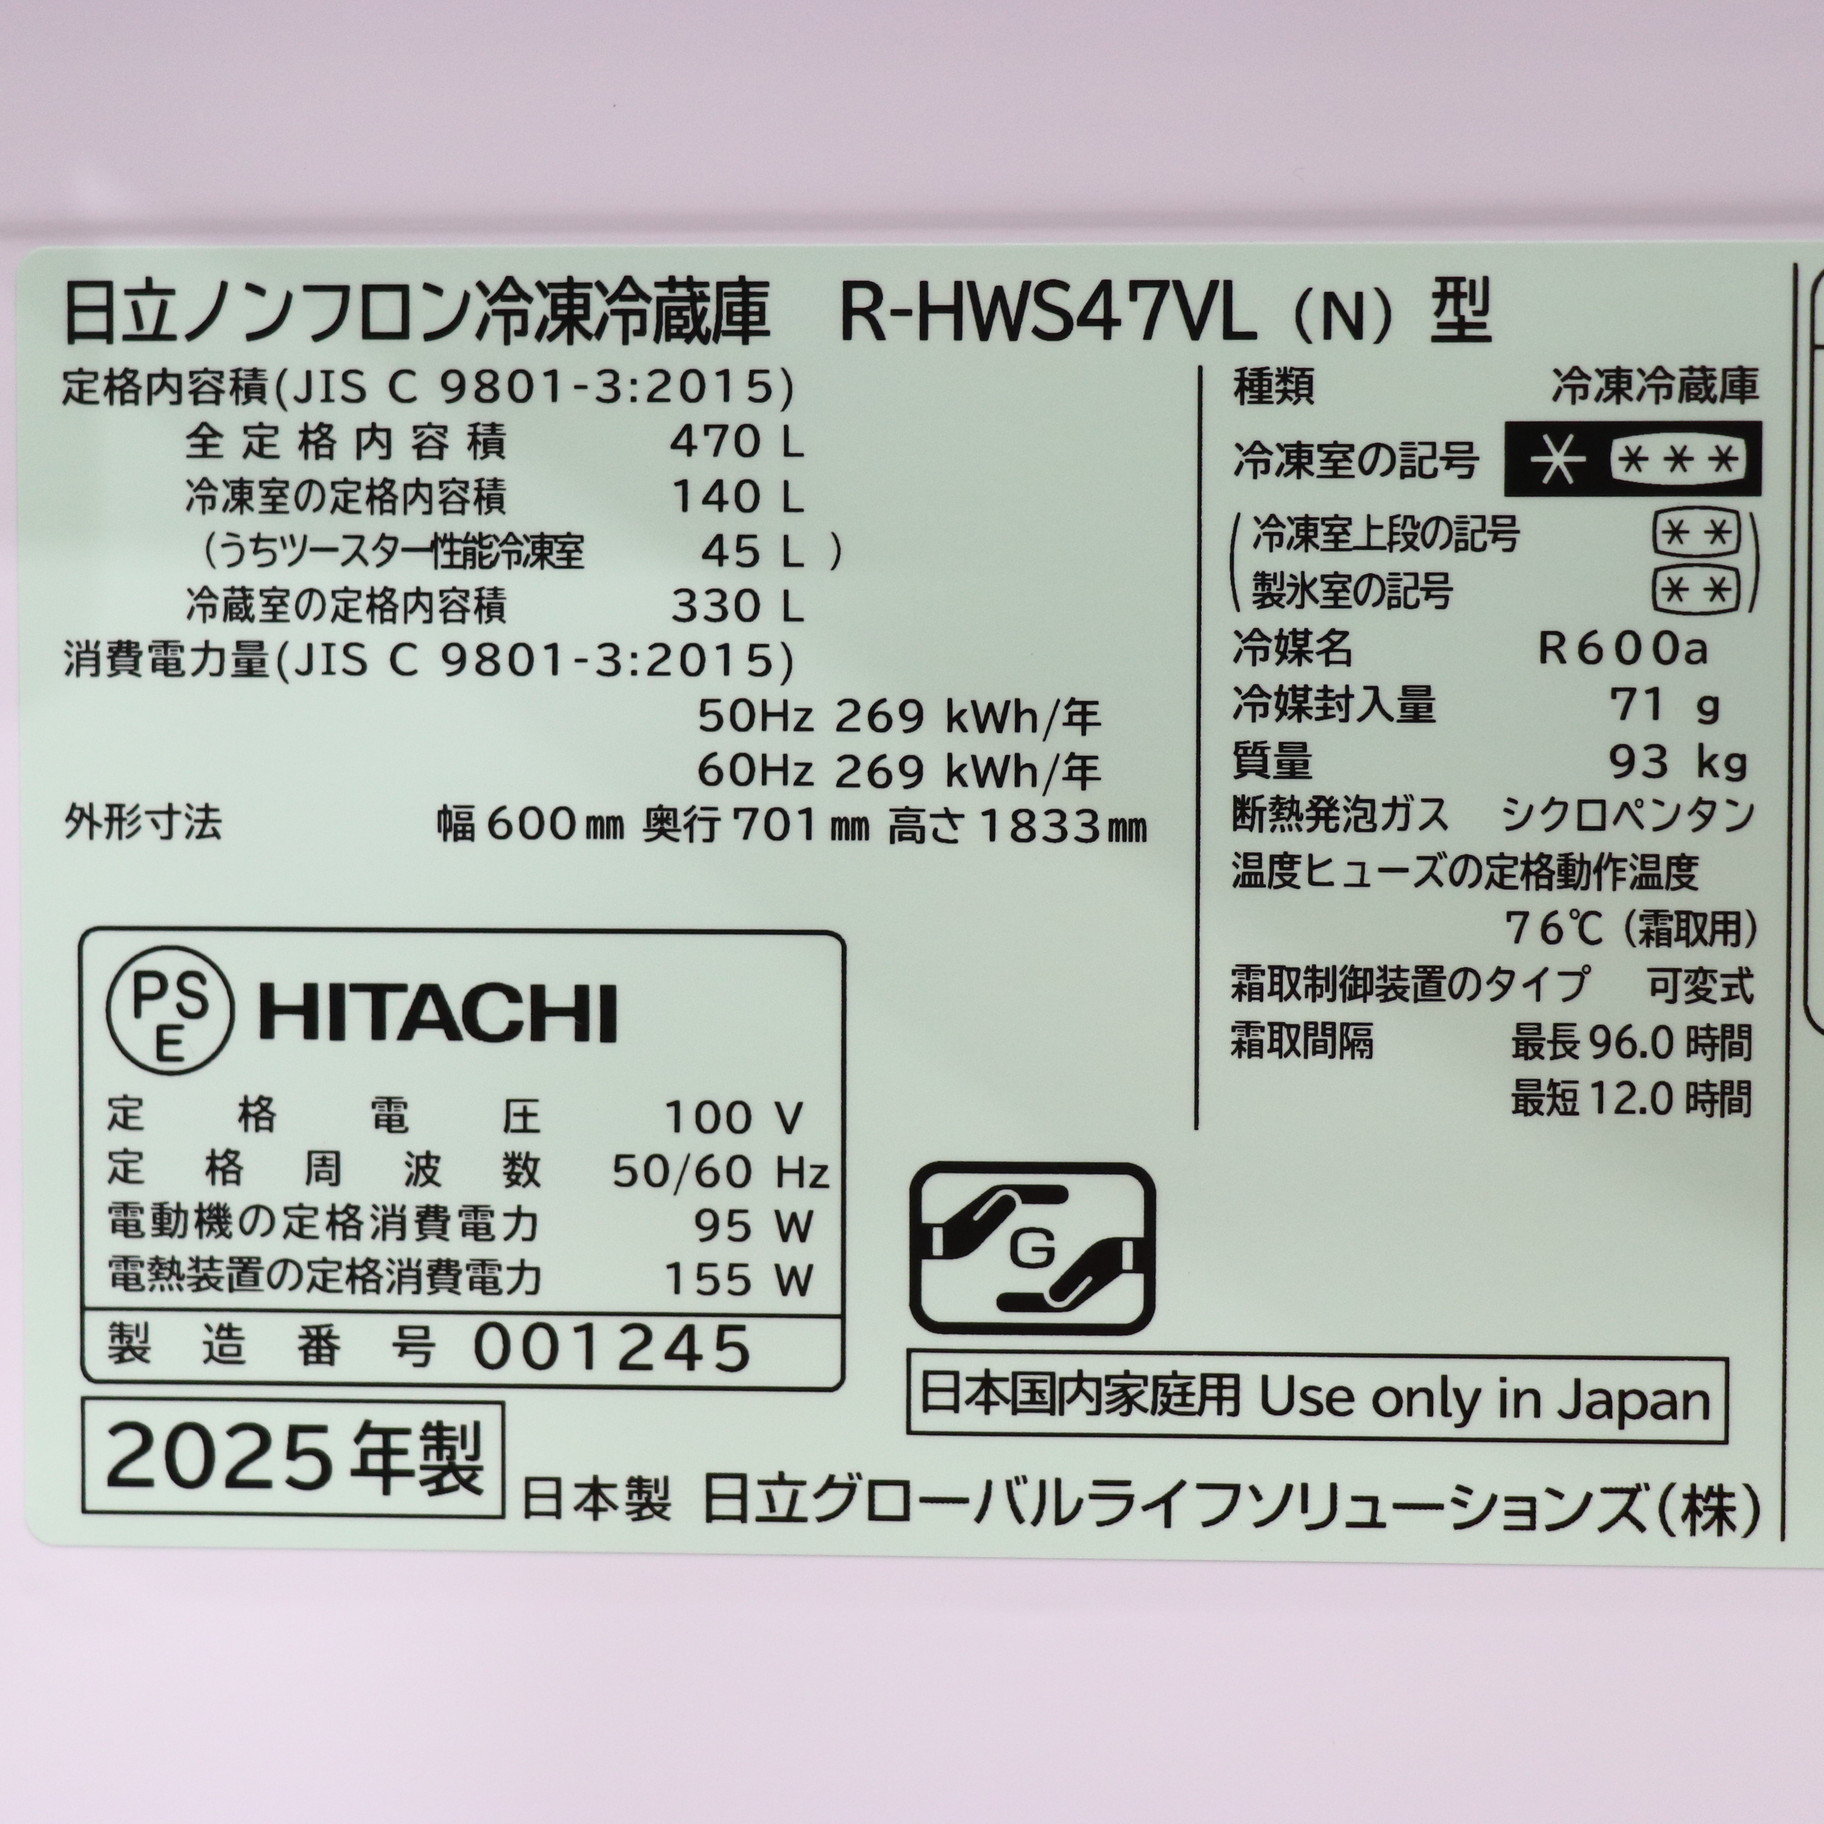 日立ノンフロン冷凍冷蔵庫 R-HWS47VL (N) 型
定格内容積(JIS C 9801-3:2015)
全定格内容積 470 L
冷凍室の定格内容積 140 L
(うちツースター性能冷凍室 45 L )
冷蔵室の定格内容積 330 L
消費電力量(JIS C 9801-3:2015)
50Hz 269 kWh/年
60Hz 269 kWh/年
外形寸法 幅600㎜ 奥行701㎜ 高さ1833㎜
種類 冷凍冷蔵庫
冷凍室の記号 * ***
(冷凍室上段の記号 **
製氷室の記号 **)
冷媒名 R600a
冷媒封入量 71 g
質量 93 kg
断熱発泡ガス シクロペンタン
温度ヒューズの定格動作温度
76℃ (霜取用)
霜取制御装置のタイプ 可変式
霜取間隔 最長96.0時間
最短12.0時間
PSE HITACHI
定格電圧 100 V
定格周波数 50/60 Hz
電動機の定格消費電力 95 W
電熱装置の定格消費電力 155 W
製造番号 001245
G
日本国内家庭用 Use only in Japan
2025年製
日本製 日立グローバルライフソリューションズ(株)